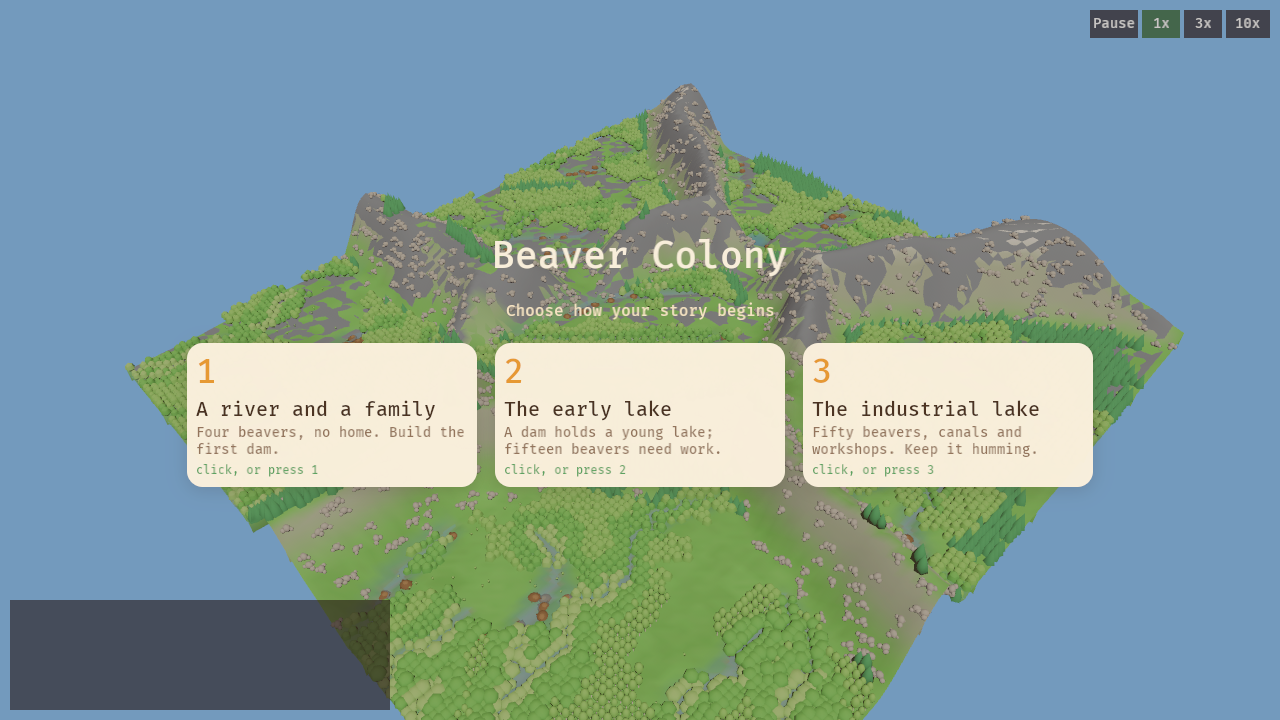 Pause 1x 3x 10x
Beaver Colony
Choose how your story begins
1
A river and a family
Four beavers, no home. Build the
first dam.
click, or press 1
2
The early lake
A dam holds a young lake;
fifteen beavers need work.
click, or press 2
3
The industrial lake
Fifty beavers, canals and
workshops. Keep it humming.
click, or press 3